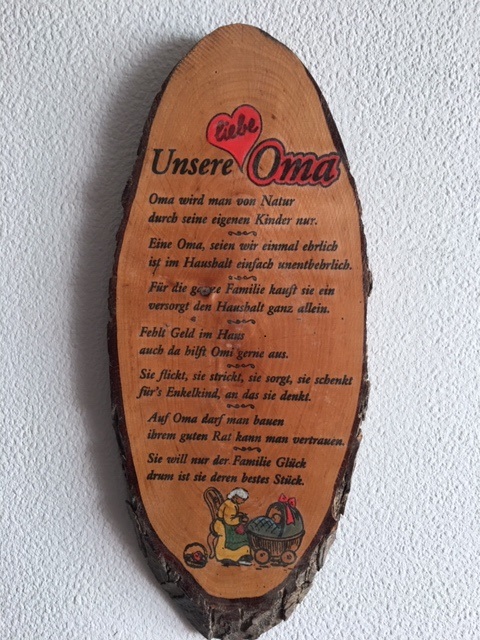 liebe
Unsere Oma
Oma wird man von Natur
durch seine eigenen Kinder nur.
Eine Oma, seien wir einmal ehrlich
ist im Haushalt einfach unentbehrlich.
Für die ganze Familie kauft sie ein
versorgt den Haushalt ganz allein.
Fehlt Geld im Haus
auch da hilft Omi gerne aus.
Sie flickt, sie strickt, sie sorgt, sie schenkt
für's Enkelkind, an das sie denkt.
Auf Oma darf man bauen
ihrem guten Rat kann man vertrauen.
Sie will nur der Familie Glück
drum ist sie deren bestes Stück.